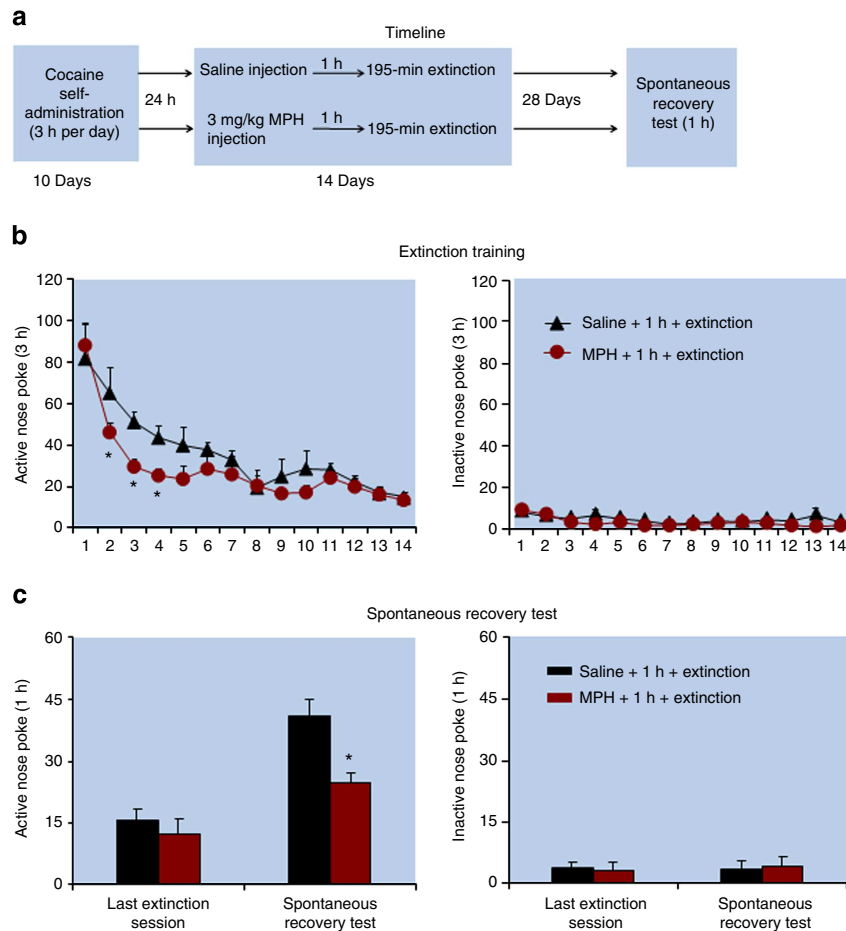 a
Timeline
Cocaine
self-
administration
(3 h per day)
24 h
Saline injection
1 h
195-min extinction
3 mg/kg MPH
injection
1 h
195-min extinction
28 Days
Spontaneous
recovery
test (1 h)
10 Days
14 Days
b
Extinction training
Active nose poke (3 h)
120
100
80
60
40
20
0
*
*
*
1 2 3 4 5 6 7 8 9 10 11 12 13 14
Inactive nose poke (3 h)
120
100
80
60
40
20
0
Saline + 1 h + extinction
MPH + 1 h + extinction
1 2 3 4 5 6 7 8 9 10 11 12 13 14
c
Spontaneous recovery test
Active nose poke (1 h)
60
45
30
15
0
*
Last extinction
session
Spontaneous
recovery test
Inactive nose poke (1 h)
60
45
30
15
0
Saline + 1 h + extinction
MPH + 1 h + extinction
Last extinction
session
Spontaneous
recovery test